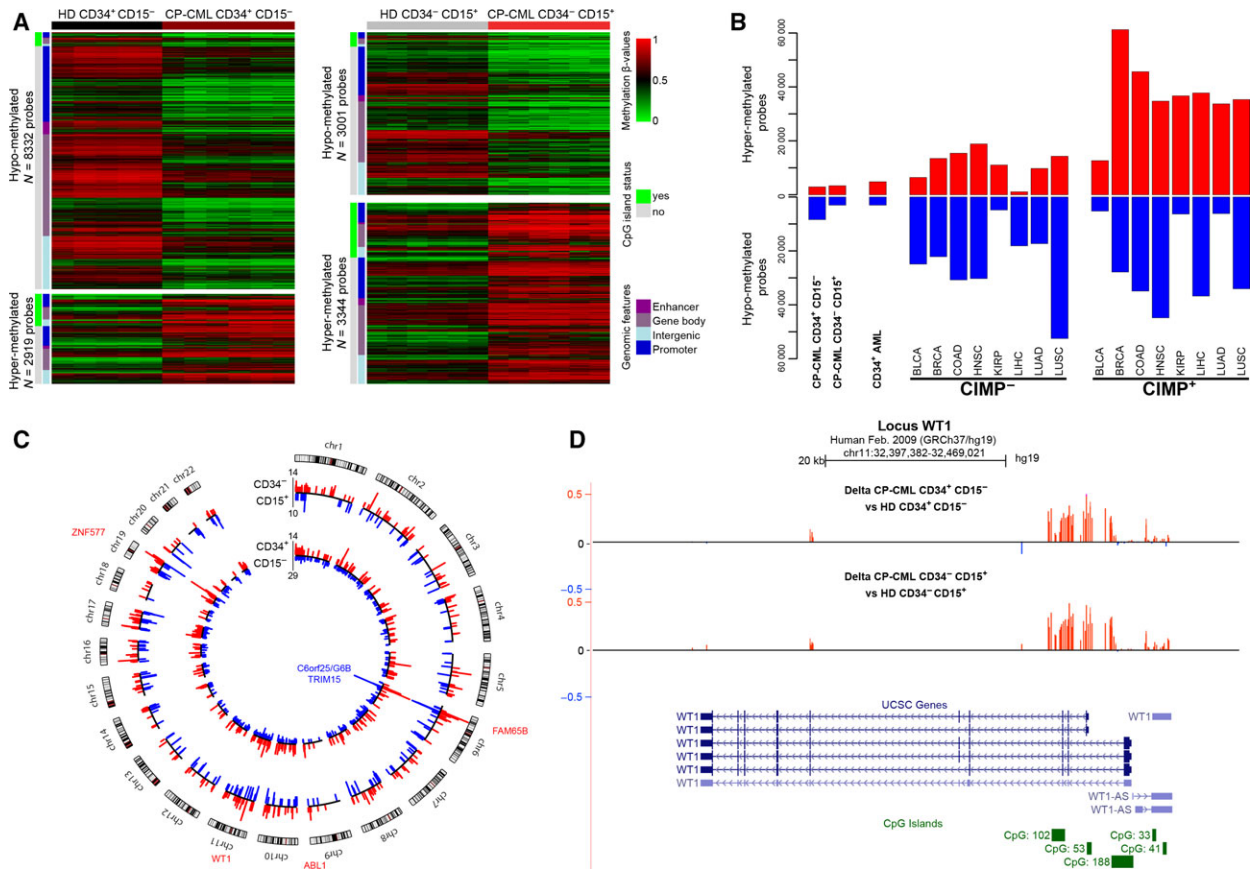 A
HD CD34⁺ CD15⁻ CP-CML CD34⁺ CD15⁻
Hypo-methylated
N = 8332 probes
Hyper-methylated
N = 2919 probes
HD CD34⁻ CD15⁺ CP-CML CD34⁻ CD15⁺
Hypo-methylated
N = 3001 probes
Hyper-methylated
N = 3344 probes
Methylation β-values
1
0.5
0
CpG island status
yes
no
Genomic features
Enhancer
Gene body
Intergenic
Promoter
B
Hyper-methylated
probes
Hypo-methylated
probes
60 000
40 000
20 000
0
20 000
40 000
60 000
CP-CML CD34⁺ CD15⁻
CP-CML CD34⁻ CD15⁺
CD34⁺ AML
BLCA
BRCA
COAD
HNSC
KIRP
LIHC
LUAD
LUSC
CIMP⁻
BLCA
BRCA
COAD
HNSC
KIRP
LIHC
LUAD
LUSC
CIMP⁺
C
chr1
chr2
chr3
chr4
chr5
chr6
chr7
chr8
chr9
chr10
chr11
chr12
chr13
chr14
chr15
chr16
chr17
chr18
chr19
chr20
chr21
chr22
14
CD34⁻
CD15⁺
10
14
CD34⁺
CD15⁻
29
ZNF577
C6orf25/G6B
TRIM15
FAM65B
ABL1
WT1
D
Locus WT1
Human Feb. 2009 (GRCh37/hg19)
chr11:32,397,382-32,469,021
20 kb hg19
0.5
0
-0.5
Delta CP-CML CD34⁺ CD15⁻
vs HD CD34⁺ CD15⁻
0.5
0
-0.5
Delta CP-CML CD34⁻ CD15⁺
vs HD CD34⁻ CD15⁺
UCSC Genes
WT1 WT1
WT1
WT1
WT1
WT1
WT1
WT1-AS
WT1-AS
CpG Islands
CpG: 102 CpG: 33
CpG: 53 CpG: 41
CpG: 188